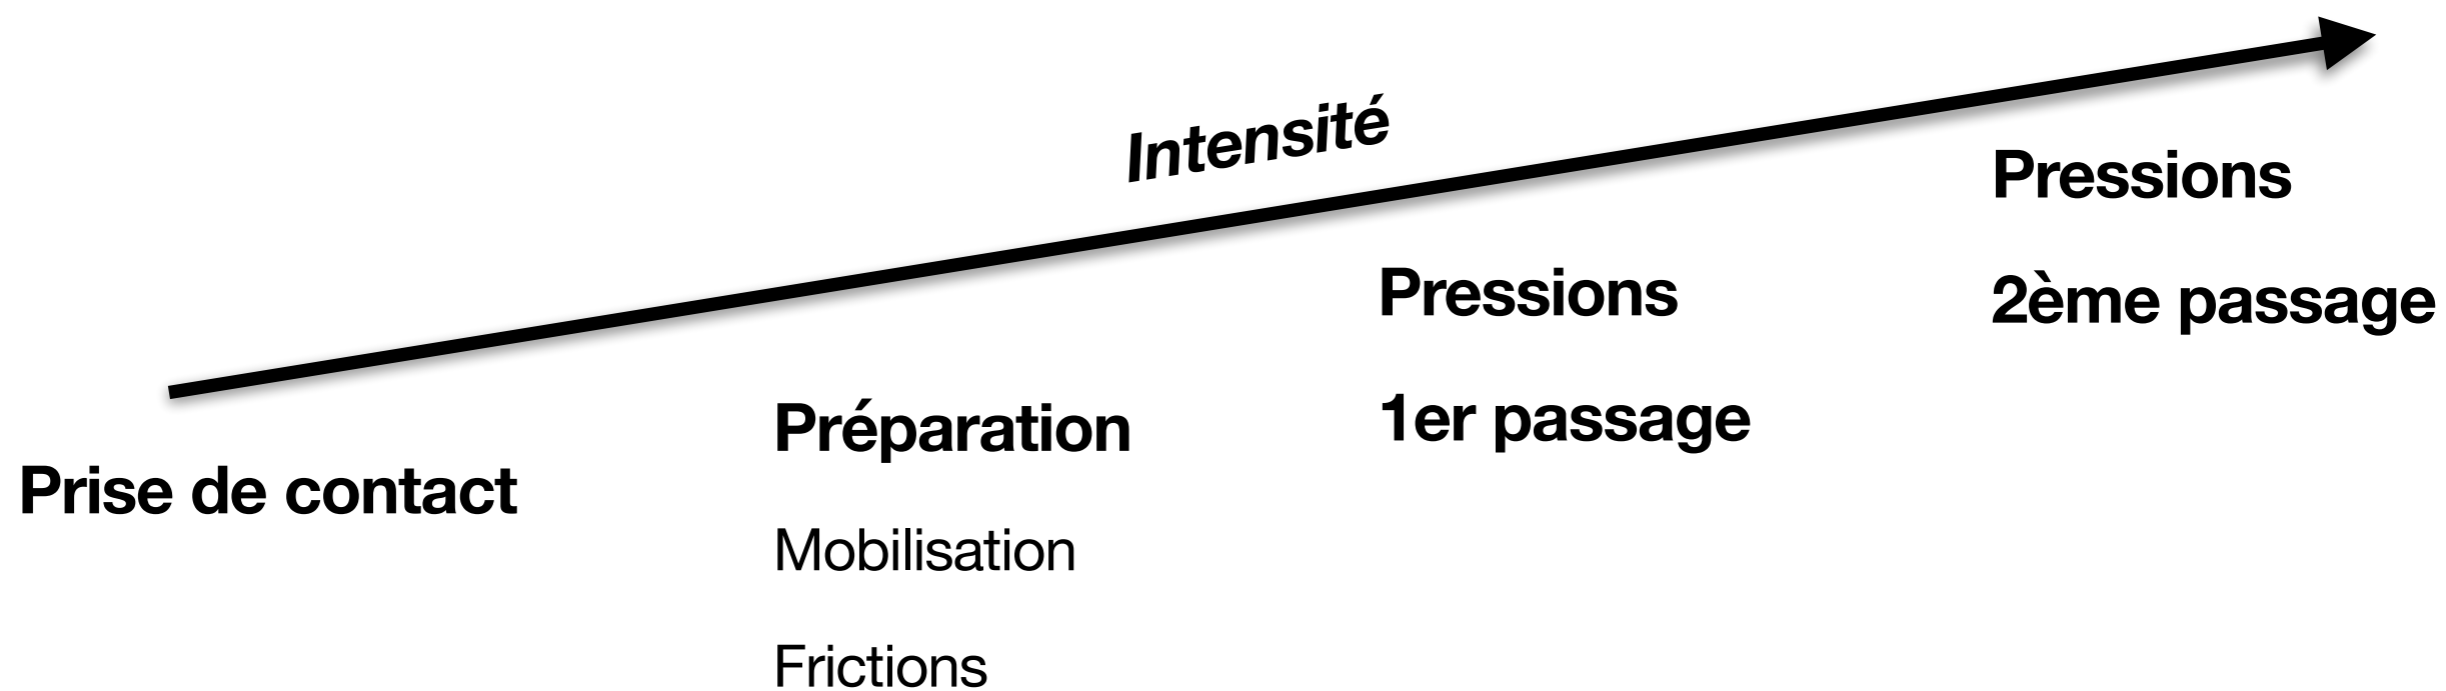 Intensité
Prise de contact
Préparation
Mobilisation
Frictions
Pressions
1er passage
Pressions
2ème passage